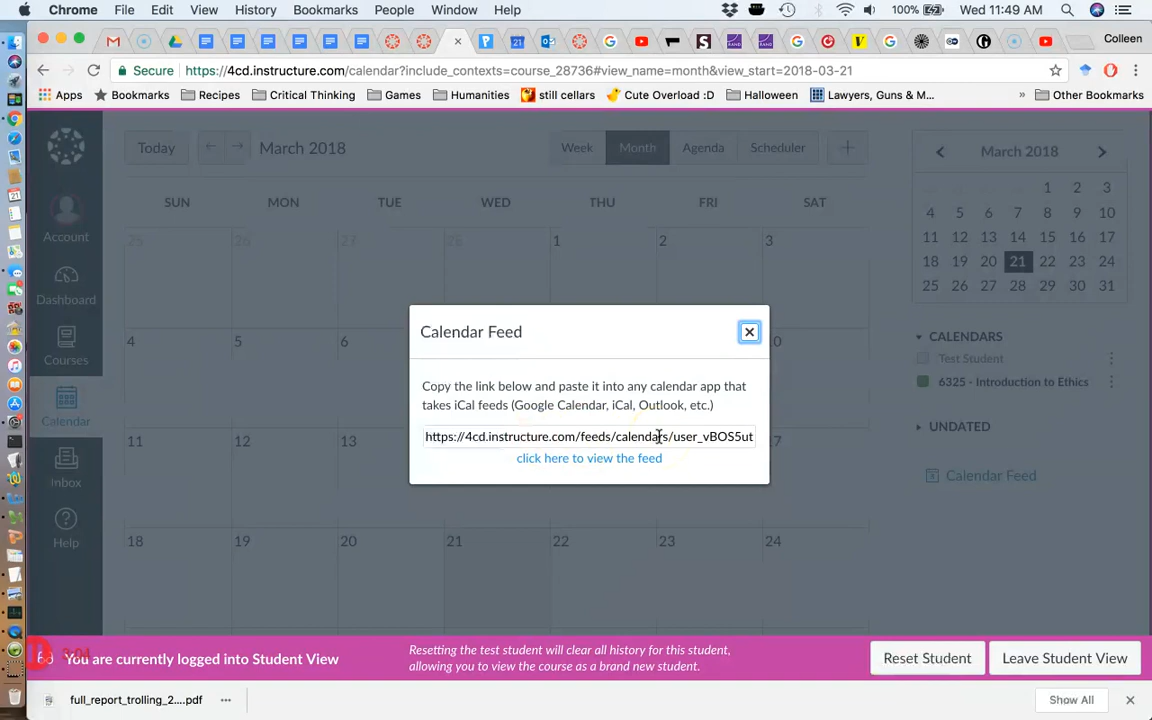 Chrome File Edit View History Bookmarks People Window Help 100% Wed 11:49 AM
Colleen
Secure https://4cd.instructure.com/calendar?include_contexts=course_28736#view_name=month&view_start=2018-03-21
Apps Bookmarks Recipes Critical Thinking Games Humanities still cellars Cute Overload :D Halloween Lawyers, Guns & M... » Other Bookmarks
Today March 2018 Week Month Agenda Scheduler
March 2018
SUN MON TUE WED THU FRI SAT
1 2 3
4 5 6 7 8 9 10
11 12 13 14 15 16 17
18 19 20 21 22 23 24
25 26 27 28 29 30 31
25 26 27 28 1 2 3
4 5 6 10
11 12 13 17
18 19 20 21 22 23 24
Account
Dashboard
Courses
Calendar
Inbox
Help
Calendar Feed
Copy the link below and paste it into any calendar app that
takes iCal feeds (Google Calendar, iCal, Outlook, etc.)
https://4cd.instructure.com/feeds/calendars/user_vBOS5ut
click here to view the feed
CALENDARS
Test Student
6325 - Introduction to Ethics
UNDATED
Calendar Feed
3:04
You are currently logged into Student View
Resetting the test student will clear all history for this student,
allowing you to view the course as a brand new student.
Reset Student
Leave Student View
full_report_trolling_2....pdf
Show All